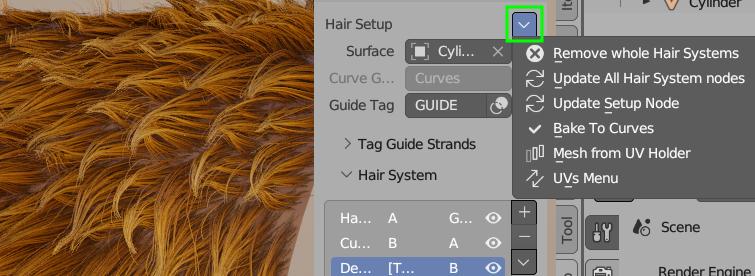 Cylinder
Hair Setup
Surface Cyli...
Curve G... Curves
Guide Tag GUIDE
Tag Guide Strands
Hair System
Ha... A G...
Cu... B A
De... [T... B
Remove whole Hair Systems
Update All Hair System nodes
Update Setup Node
Bake To Curves
Mesh from UV Holder
UVs Menu
Tool
Scene
Render Engine